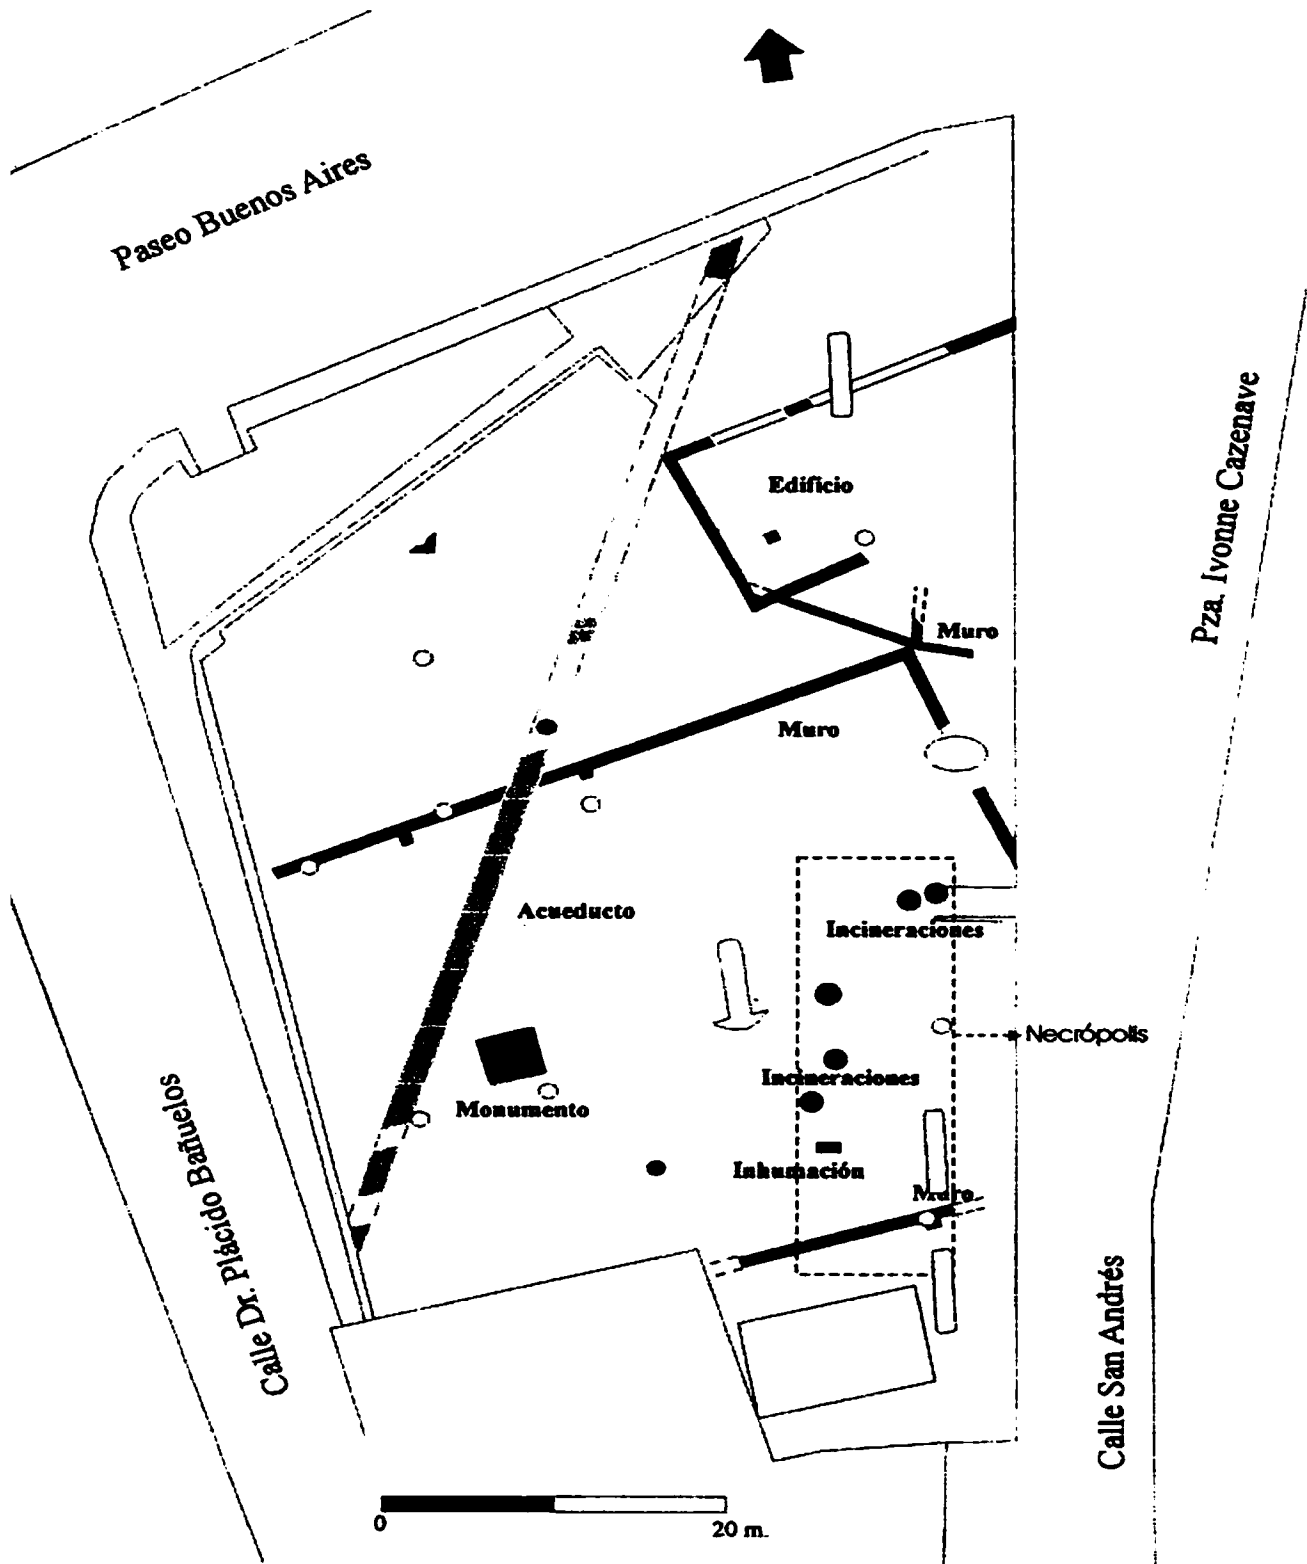 Paseo Buenos Aires
Edificio
Pza. Ivonne Cazenave
Muro
Muro
Acueducto
Incineraciones
Necrópolis
Incineraciones
Monumento
Inhumación
Muro
Calle Dr. Plácido Bañuelos
Calle San Andrés
0
20 m.